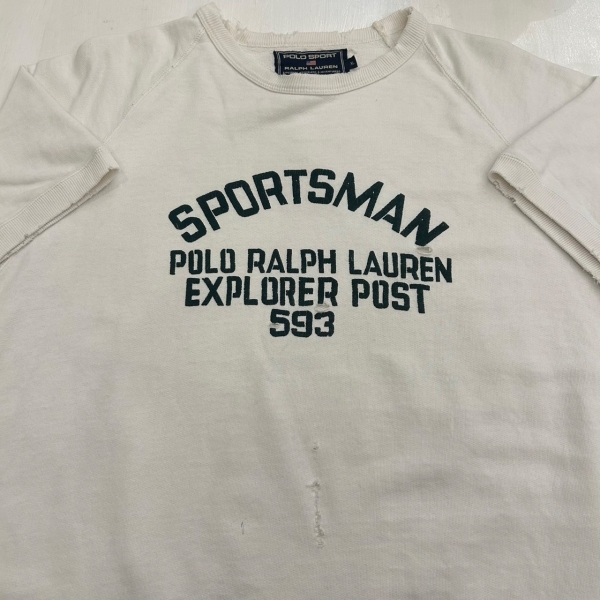 POLO SPORT
RALPH LAUREN
SPORTSMAN
POLO RALPH LAUREN
EXPLORER POST
593